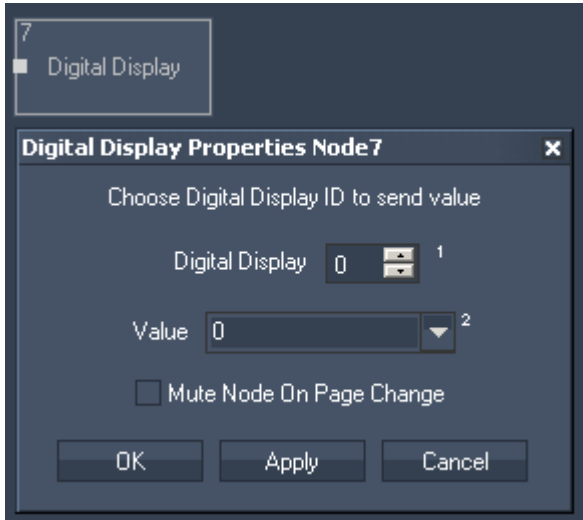 7
Digital Display
Digital Display Properties Node7
Choose Digital Display ID to send value
Digital Display 0 1
Value 0 2
Mute Node On Page Change
OK Apply Cancel